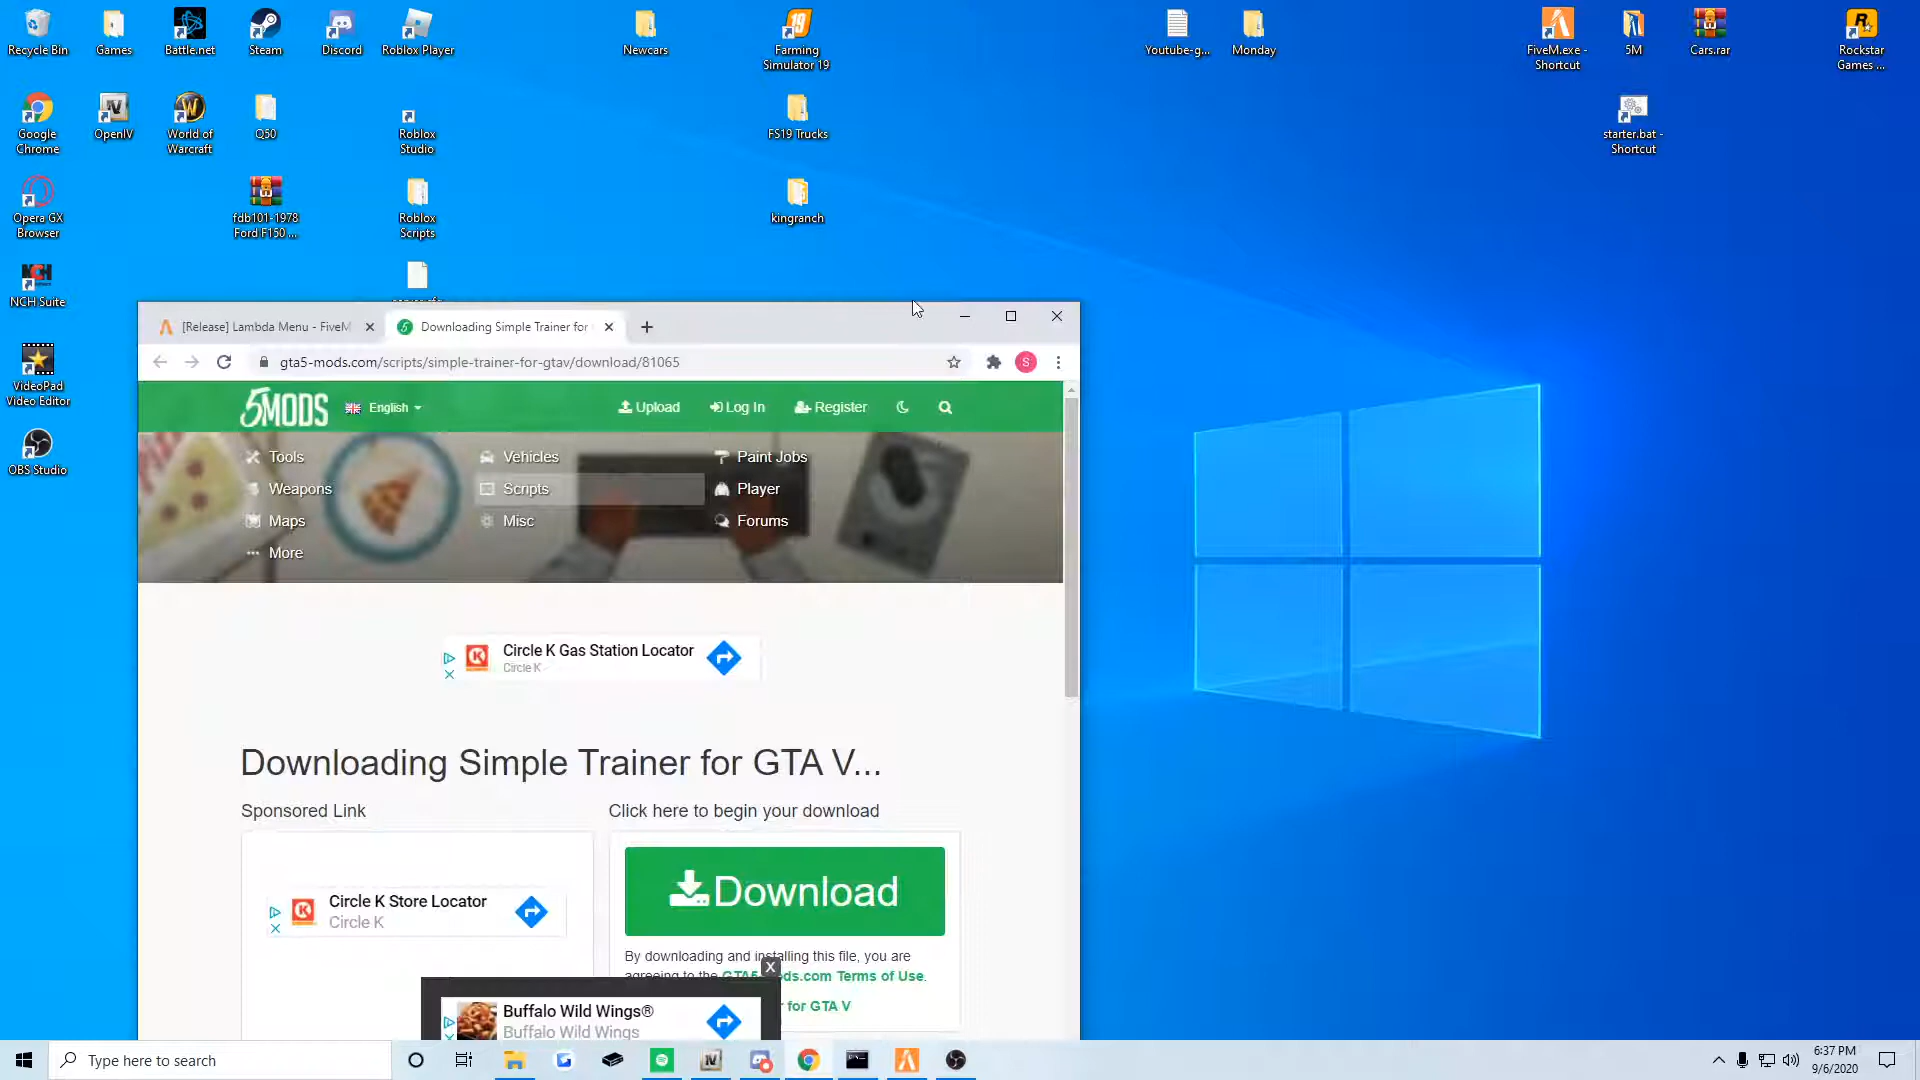 Recycle Bin
Games
Battle.net
Steam
Discord
Roblox Player
Newcars
Farming
Simulator 19
Youtube-g...
Monday
FiveM.exe -
Shortcut
5M
Cars.rar
Rockstar
Games ...
Google
Chrome
OpenIV
World of
Warcraft
Q50
Roblox
Studio
FS19 Trucks
starter.bat -
Shortcut
Opera GX
Browser
fdb101-1978
Ford F150 ...
Roblox
Scripts
kingranch
NCH Suite
VideoPad
Video Editor
OBS Studio
[Release] Lambda Menu - FiveM
Downloading Simple Trainer for
gta5-mods.com/scripts/simple-trainer-for-gtav/download/81065
S
5MODS
English
Upload
Log In
Register
Tools
Vehicles
Paint Jobs
Weapons
Scripts
Player
Maps
Misc
Forums
More
Circle K Gas Station Locator
Circle K
Downloading Simple Trainer for GTA V...
Sponsored Link
Click here to begin your download
Download
Circle K Store Locator
Circle K
By downloading and installing this file, you are
agreeing to the GTA5-Mods.com Terms of Use.
for GTA V
X
Buffalo Wild Wings®
Buffalo Wild Wings
Type here to search
6:37 PM
9/6/2020